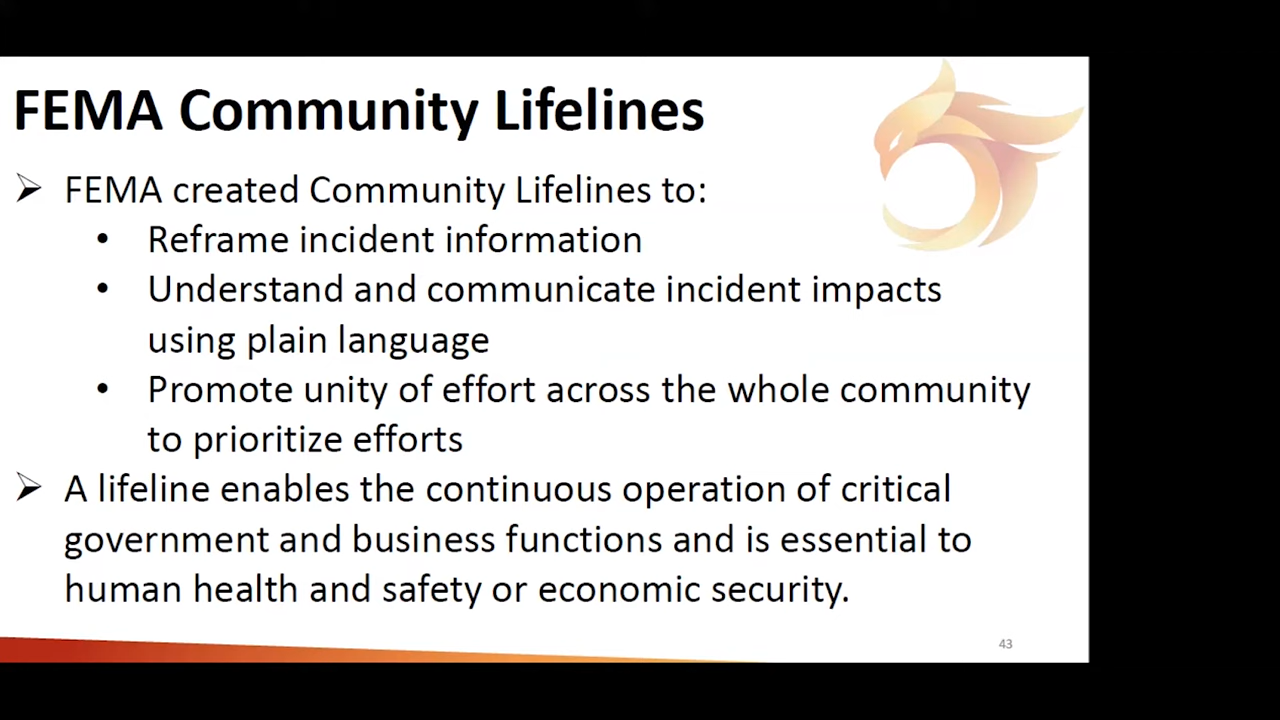 FEMA Community Lifelines
➢ FEMA created Community Lifelines to:
• Reframe incident information
• Understand and communicate incident impacts
using plain language
• Promote unity of effort across the whole community
to prioritize efforts
➢ A lifeline enables the continuous operation of critical
government and business functions and is essential to
human health and safety or economic security.
43